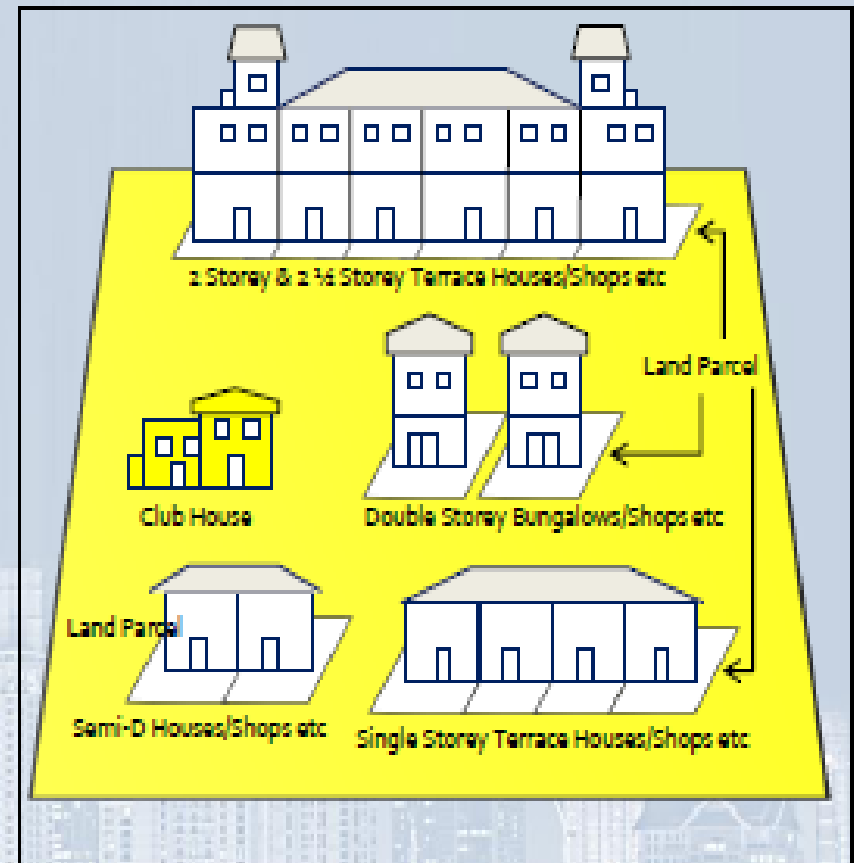 2 Storey & 2 ½ Storey Terrace Houses/Shops etc
Land Parcel
Club House
Double Storey Bungalows/Shops etc
Land Parcel
Semi-D Houses/Shops etc
Single Storey Terrace Houses/Shops etc